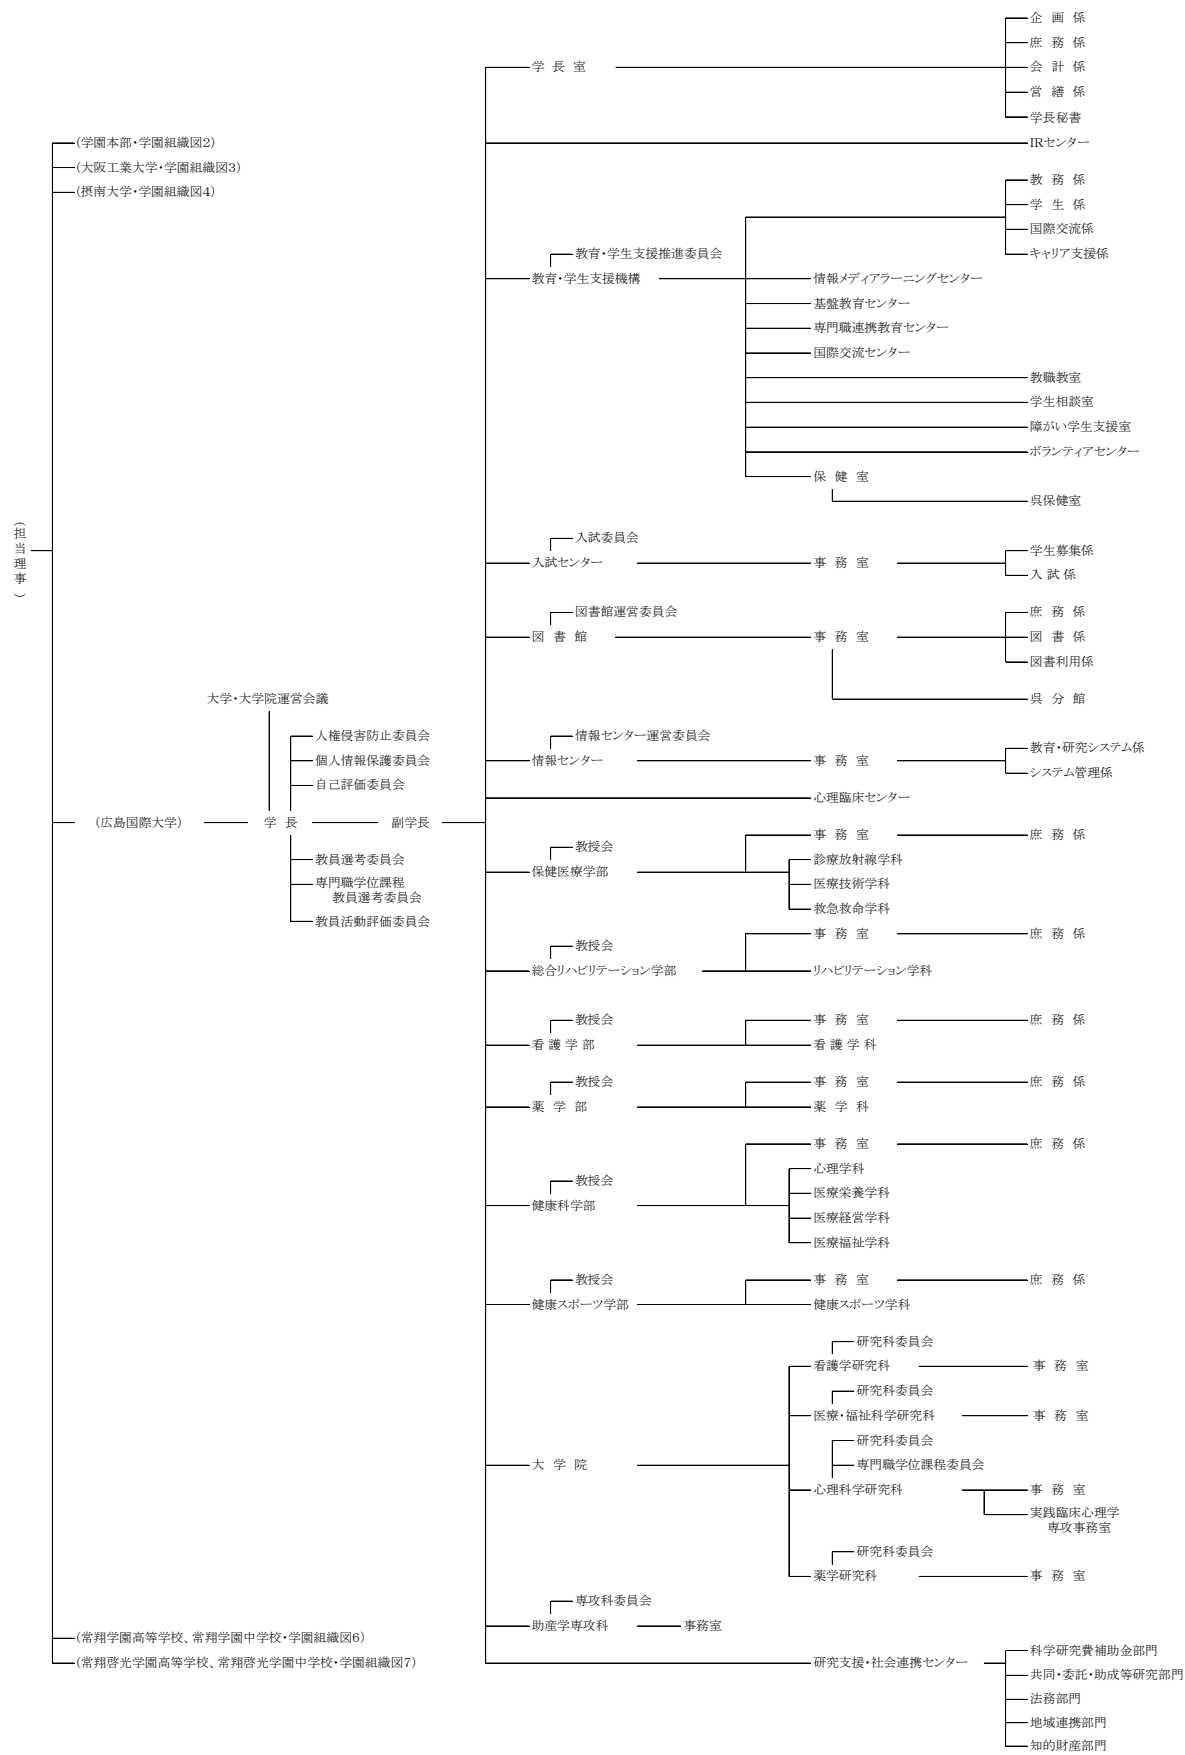 企画係
庶務係
学長室
会計係
営繕係
学長秘書
(学園本部・学園組織図2)
IRセンター
(大阪工業大学・学園組織図3)
(摂南大学・学園組織図4)
教務係
学生係
国際交流係
教育・学生支援推進委員会
キャリア支援係
教育・学生支援機構
情報メディアラーニングセンター
基盤教育センター
専門職連携教育センター
国際交流センター
教職教室
学生相談室
障がい学生支援室
ボランティアセンター
保健室
呉保健室
(担当理事)
入試委員会
学生募集係
入試センター
事務室
入試係
図書館運営委員会
庶務係
図書館
事務室
図書係
図書利用係
大学・大学院運営会議
呉分館
人権侵害防止委員会
情報センター運営委員会
教育・研究システム係
個人情報保護委員会
情報センター
事務室
システム管理係
自己評価委員会
心理臨床センター
(広島国際大学)
学長
副学長
事務室
庶務係
教授会
教員選考委員会
保健医療学部
診療放射線学科
専門職学位課程
教員選考委員会
医療技術学科
教員活動評価委員会
救急救命学科
事務室
庶務係
教授会
総合リハビリテーション学部
リハビリテーション学科
教授会
事務室
庶務係
看護学部
看護学科
教授会
事務室
庶務係
薬学部
薬学科
事務室
庶務係
心理学科
教授会
医療栄養学科
健康科学部
医療経営学科
医療福祉学科
教授会
事務室
庶務係
健康スポーツ学部
健康スポーツ学科
研究科委員会
看護学研究科
事務室
研究科委員会
医療・福祉科学研究科
事務室
研究科委員会
大学院
専門職学位課程委員会
心理科学研究科
事務室
実践臨床心理学
専攻事務室
研究科委員会
薬学研究科
事務室
専攻科委員会
助産学専攻科
事務室
(常翔学園高等学校、常翔学園中学校・学園組織図6)
(常翔啓光学園高等学校、常翔啓光学園中学校・学園組織図7)
研究支援・社会連携センター
科学研究費補助金部門
共同・委託・助成等研究部門
法務部門
地域連携部門
知的財産部門